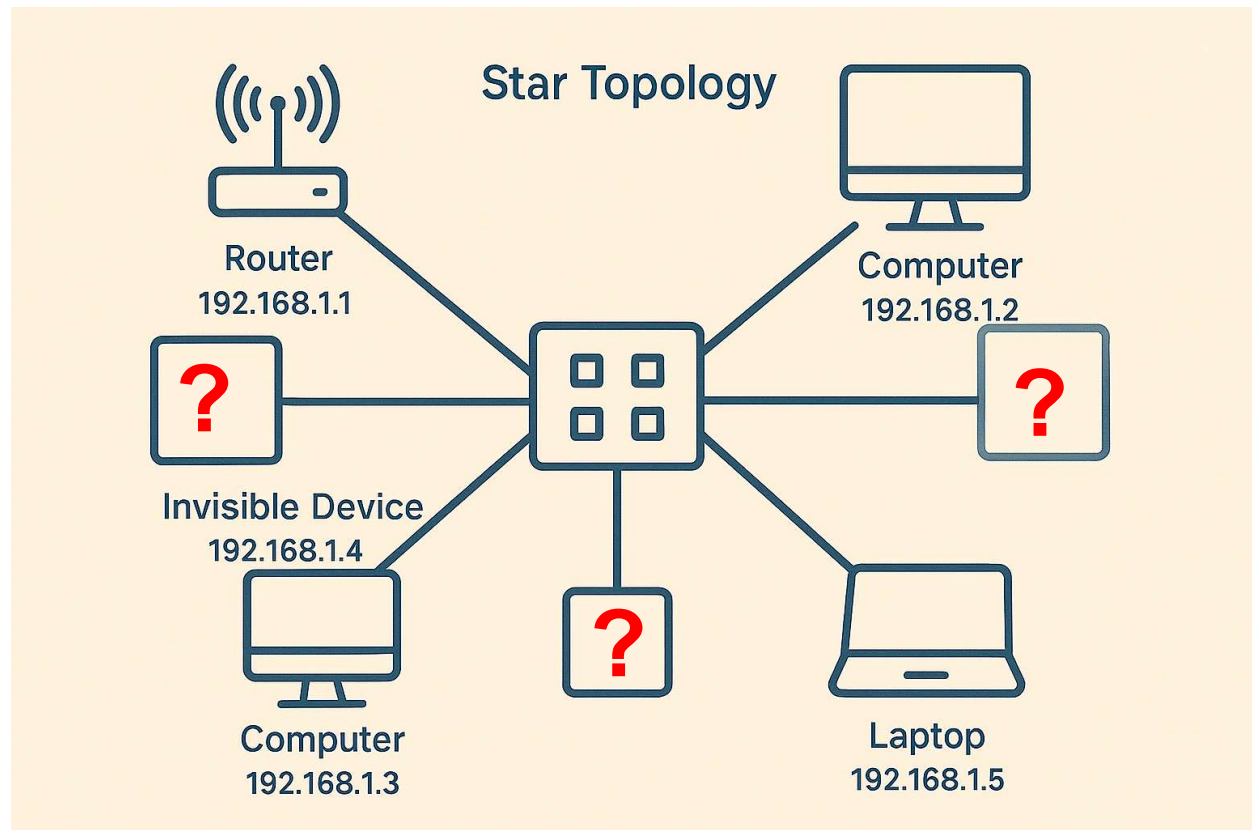 Star Topology
Router
192.168.1.1
Computer
192.168.1.2
?
?
Invisible Device
192.168.1.4
?
Computer
192.168.1.3
Laptop
192.168.1.5